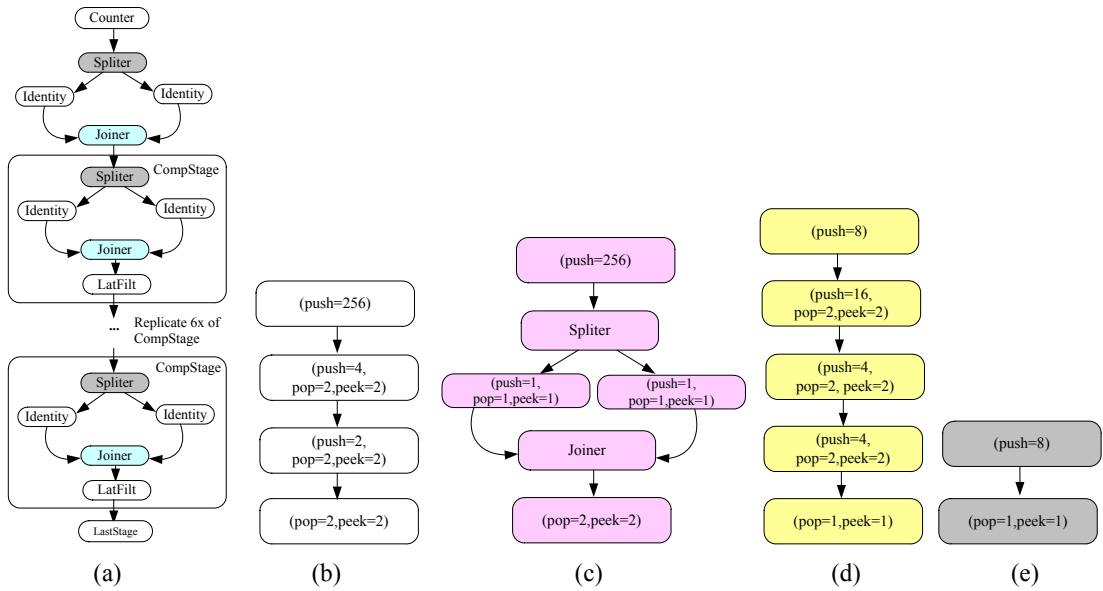 Counter
Spliter
Identity
Identity
Joiner
CompStage
Spliter
Identity
Identity
Joiner
LatFilt
... Replicate 6x of
CompStage
CompStage
Spliter
Identity
Identity
Joiner
LatFilt
LastStage
(a)
(push=256)
(push=4,
pop=2,peek=2)
(push=2,
pop=2,peek=2)
(pop=2,peek=2)
(b)
(push=256)
Spliter
(push=1,
pop=1,peek=1)
(push=1,
pop=1,peek=1)
Joiner
(pop=2,peek=2)
(c)
(push=8)
(push=16,
pop=2,peek=2)
(push=4,
pop=2, peek=2)
(push=4,
pop=2,peek=2)
(pop=1,peek=1)
(d)
(push=8)
(pop=1,peek=1)
(e)